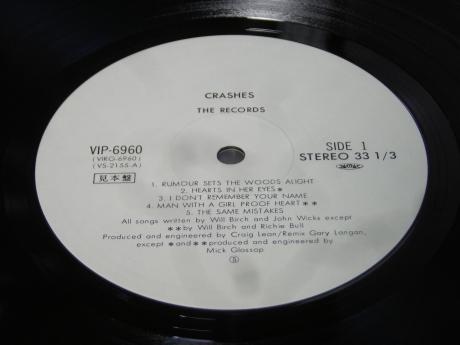 CRASHES
THE RECORDS
VIP-6960
(VIRO-6960)
(VS-2155-A)
見本盤
SIDE 1
STEREO 33 1/3
1. RUMOUR SETS THE WOODS ALIGHT
2. HEARTS IN HER EYES*
3. I DON'T REMEMBER YOUR NAME
4. MAN WITH A GIRL PROOF HEART**
5. THE SAME MISTAKES
All songs written by Will Birch and John Wicks except
**by Will Birch and Richie Bull
Produced and engineered by Craig Lean/Remix Gary Langan,
except *and**produced and engineered by
Mick Glossop
Ⓢ